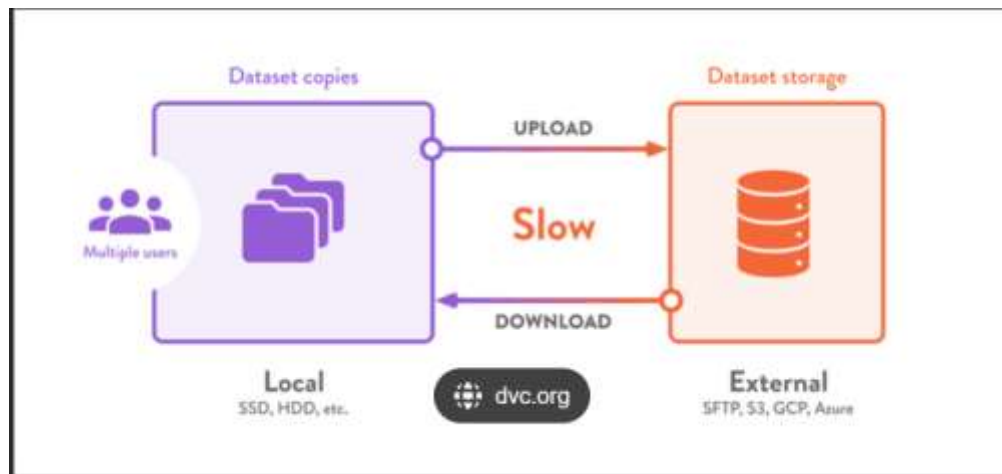 Dataset copies
Dataset storage
UPLOAD
Multiple users
Slow
DOWNLOAD
Local
SSD, HDD, etc.
dvc.org
External
SFTP, S3, GCP, Azure